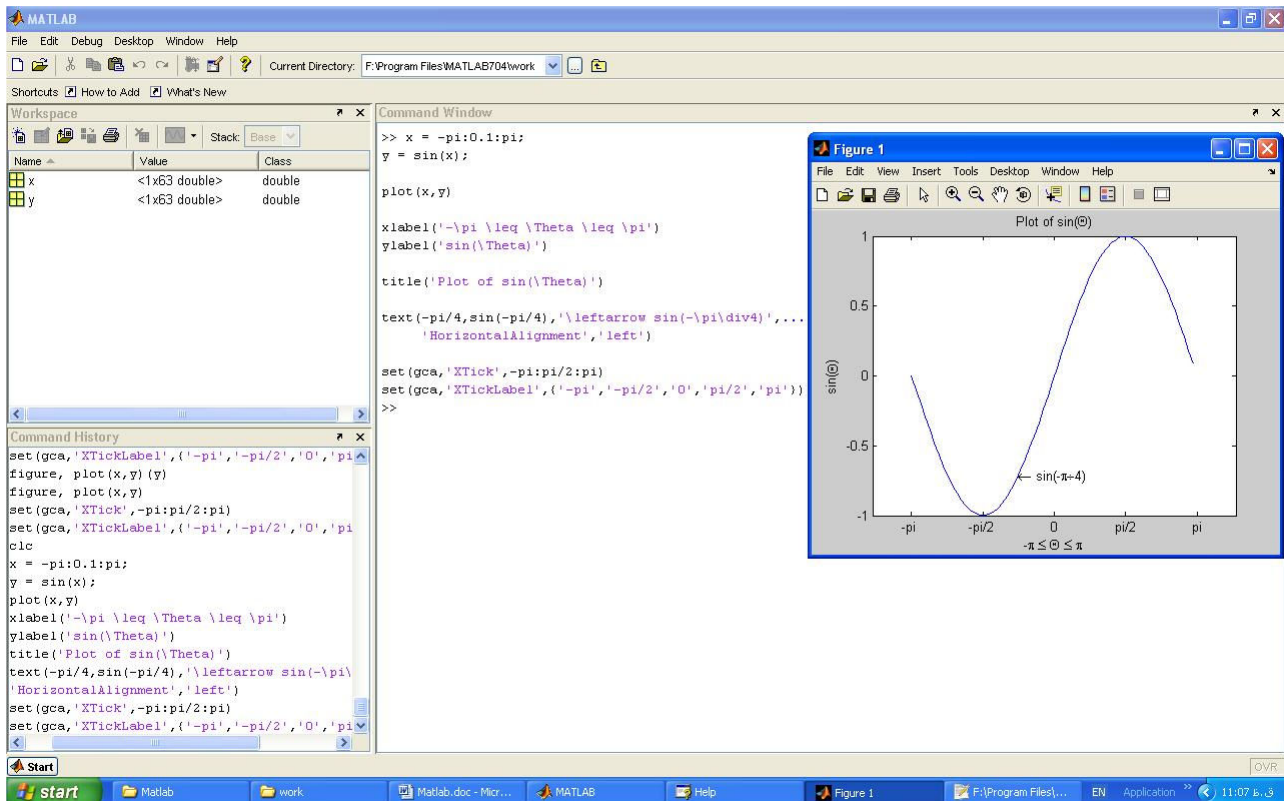 MATLAB
File Edit Debug Desktop Window Help
Current Directory: F:\Program Files\MATLAB704\work
Shortcuts How to Add What's New
Workspace
Stack: Base
Name Value Class
x <1x63 double> double
y <1x63 double> double
Command History
set(gca,'XTickLabel',{'-pi','-pi/2','0','pi
figure, plot(x,y)(y)
figure, plot(x,y)
set(gca,'XTick',-pi:pi/2:pi)
set(gca,'XTickLabel',{'-pi','-pi/2','0','pi
clc
x = -pi:0.1:pi;
y = sin(x);
plot(x,y)
xlabel('-\pi \leq \Theta \leq \pi')
ylabel('sin(\Theta)')
title('Plot of sin(\Theta)')
text(-pi/4,sin(-pi/4),'\leftarrow sin(-\pi\
'HorizontalAlignment','left')
set(gca,'XTick',-pi:pi/2:pi)
set(gca,'XTickLabel',{'-pi','-pi/2','0','pi
Command Window
>> x = -pi:0.1:pi;
y = sin(x);
plot(x,y)
xlabel('-\pi \leq \Theta \leq \pi')
ylabel('sin(\Theta)')
title('Plot of sin(\Theta)')
text(-pi/4,sin(-pi/4),'\leftarrow sin(-\pi\div4)',...
'HorizontalAlignment','left')
set(gca,'XTick',-pi:pi/2:pi)
set(gca,'XTickLabel',{'-pi','-pi/2','0','pi/2','pi'})
>>
Figure 1
File Edit View Insert Tools Desktop Window Help
Plot of sin(Θ)
1
0.5
0
-0.5
-1
sin(Θ)
← sin(-π÷4)
-pi -pi/2 0 pi/2 pi
-π ≤ Θ ≤ π
Start
OVR
start Matlab work Matlab.doc - Micr... MATLAB Help Figure 1 F:\Program Files\... EN Application » 11:07 ق.ظ